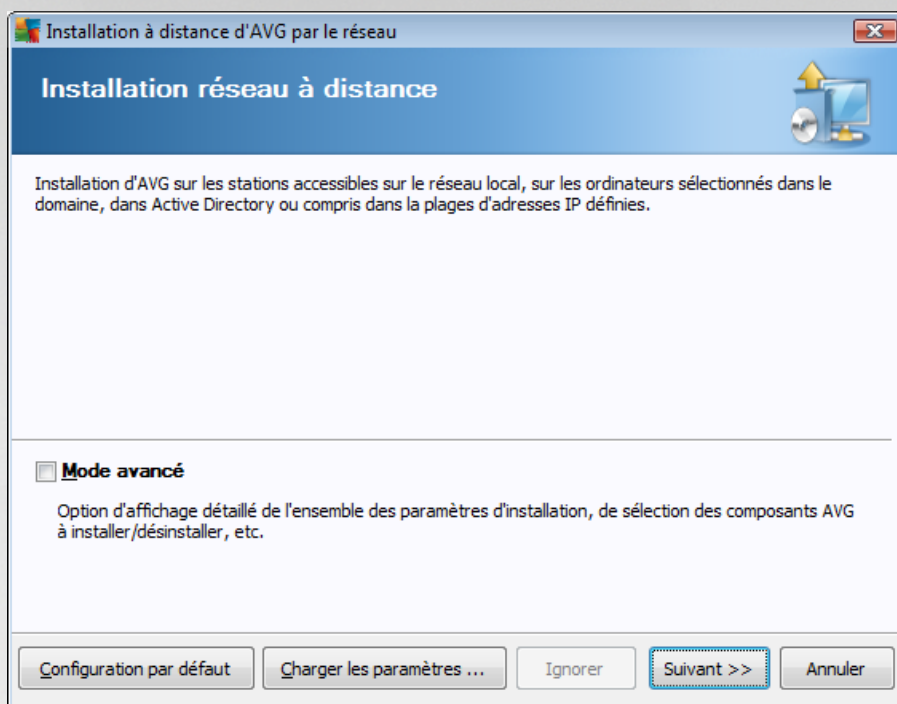 Installation à distance d'AVG par le réseau
Installation réseau à distance
Installation d'AVG sur les stations accessibles sur le réseau local, sur les ordinateurs sélectionnés dans le
domaine, dans Active Directory ou compris dans la plages d'adresses IP définies.
Mode avancé
Option d'affichage détaillé de l'ensemble des paramètres d'installation, de sélection des composants AVG
à installer/désinstaller, etc.
Configuration par défaut
Charger les paramètres ...
Ignorer
Suivant >>
Annuler